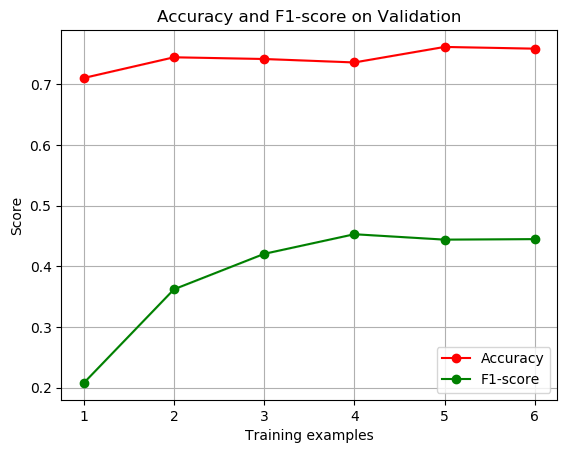 Accuracy and F1-score on Validation
Score
0.7
0.6
0.5
0.4
0.3
0.2
Accuracy
F1-score
1 2 3 4 5 6
Training examples